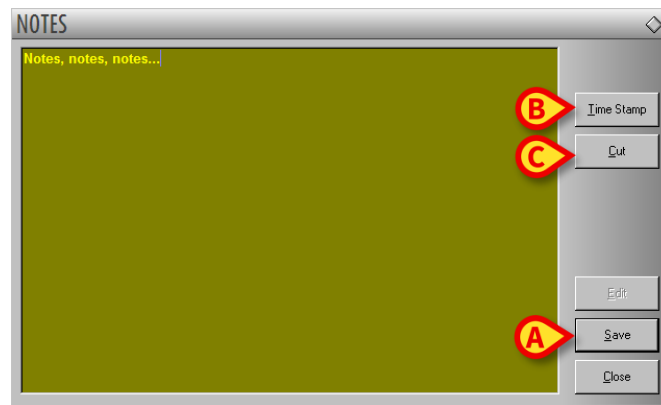 NOTES
Notes, notes, notes...
B
Time Stamp
C
Cut
Edit
A
Save
Close